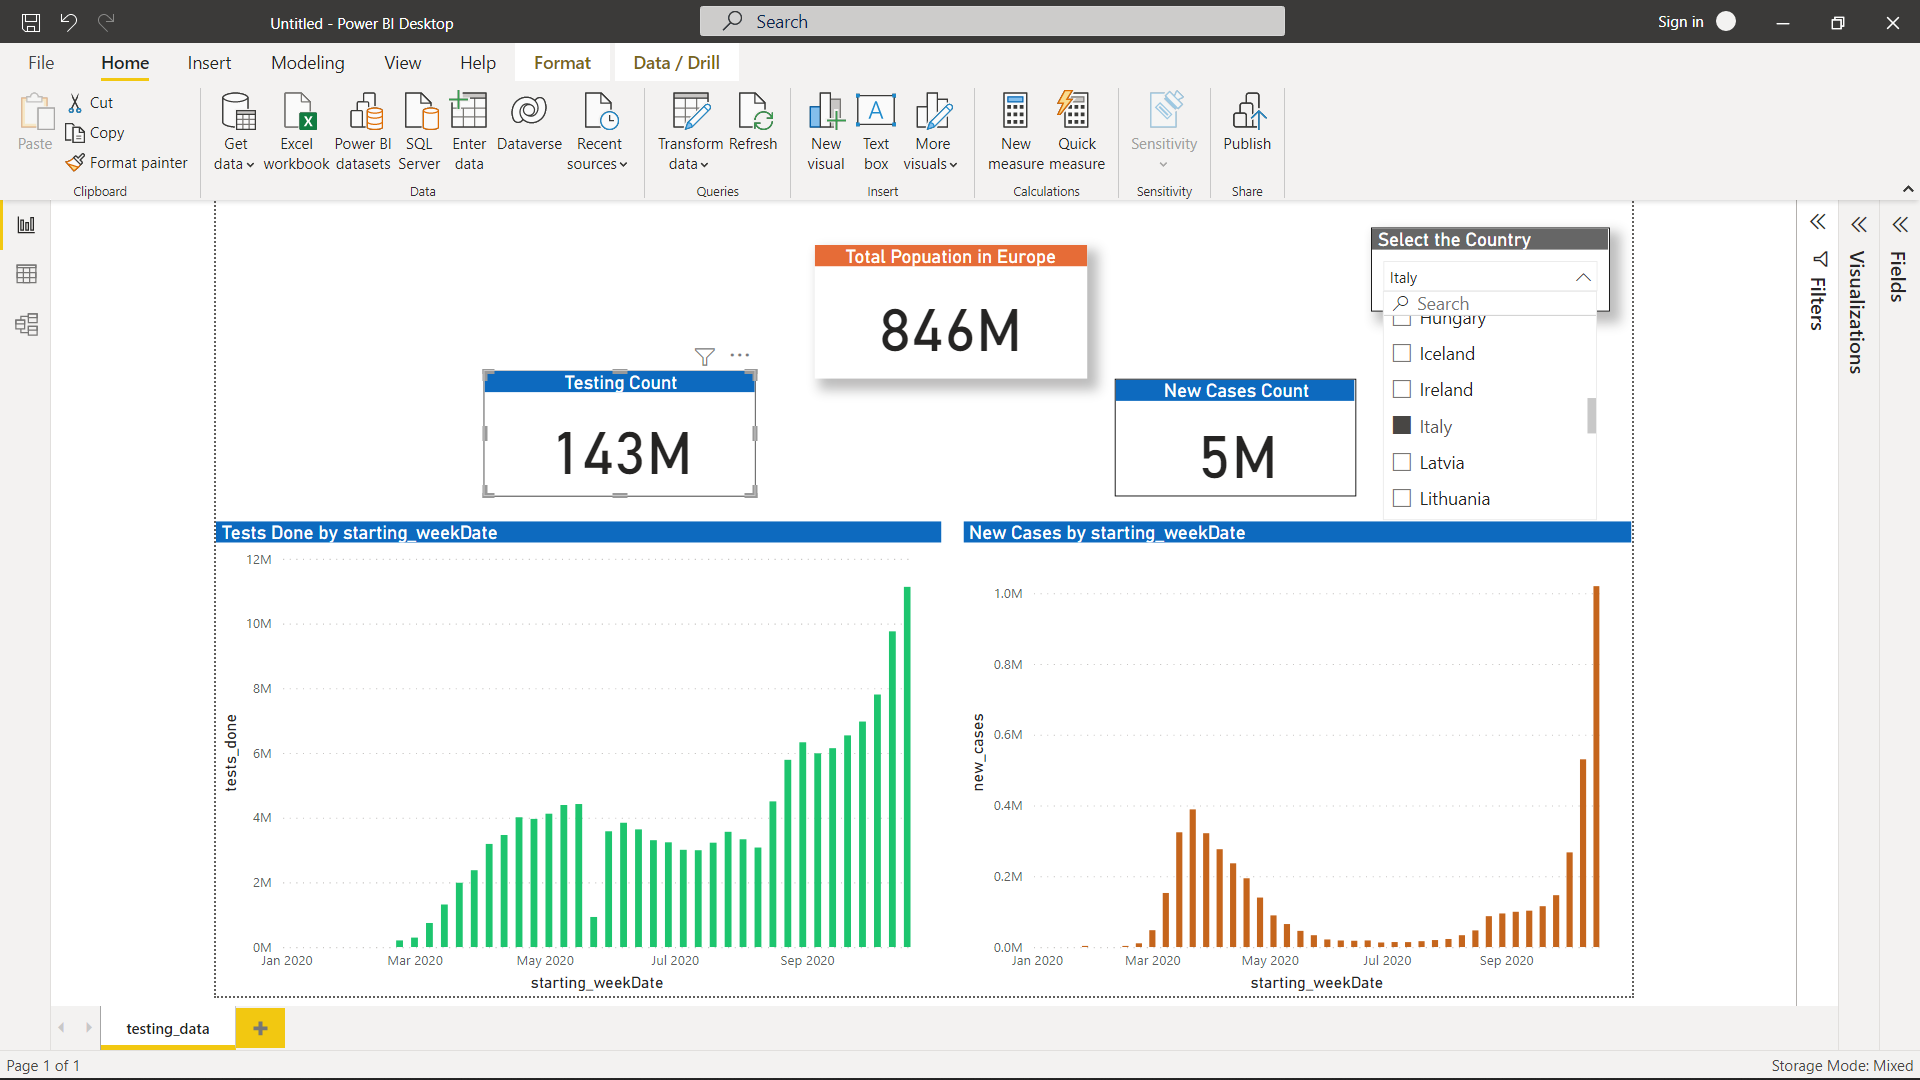 Untitled - Power BI Desktop
Search
Sign in
File
Home
Insert
Modeling
View
Help
Format
Data / Drill
Paste
Cut
Copy
Format painter
Clipboard
Get
data
Excel
workbook
Power BI
datasets
SQL
Server
Enter
data
Dataverse
Recent
sources
Data
Transform
data
Refresh
Queries
New
visual
Text
box
More
visuals
Insert
New
measure
Quick
measure
Calculations
Sensitivity
Sensitivity
Publish
Share
Total Popuation in Europe
846M
Select the Country
Italy
Search
Hungary
Iceland
Ireland
Italy
Latvia
Lithuania
Testing Count
143M
New Cases Count
5M
Filters
Visualizations
Fields
Tests Done by starting_weekDate
12M
10M
8M
6M
4M
2M
0M
tests_done
Jan 2020
Mar 2020
May 2020
Jul 2020
Sep 2020
starting_weekDate
New Cases by starting_weekDate
1.0M
0.8M
0.6M
0.4M
0.2M
0.0M
new_cases
Jan 2020
Mar 2020
May 2020
Jul 2020
Sep 2020
starting_weekDate
testing_data
Page 1 of 1
Storage Mode: Mixed